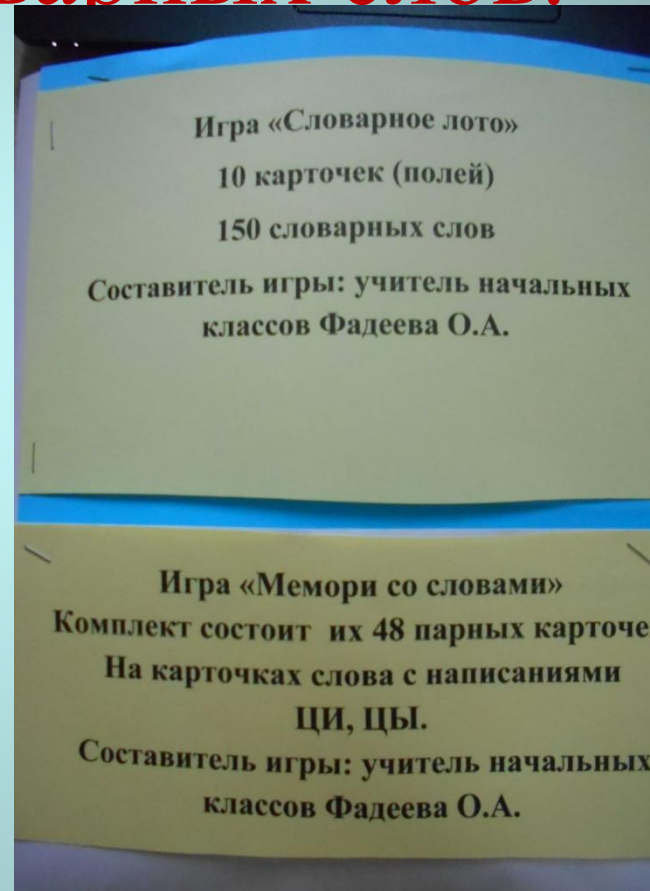 слов.
Игра «Словарное лото»
10 карточек (полей)
150 словарных слов
Составитель игры: учитель начальных
классов Фадеева О.А.
Игра «Мемори со словами»
Комплект состоит их 48 парных карточе
На карточках слова с написаниями
ЦИ, ЦЫ.
Составитель игры: учитель начальных
классов Фадеева О.А.